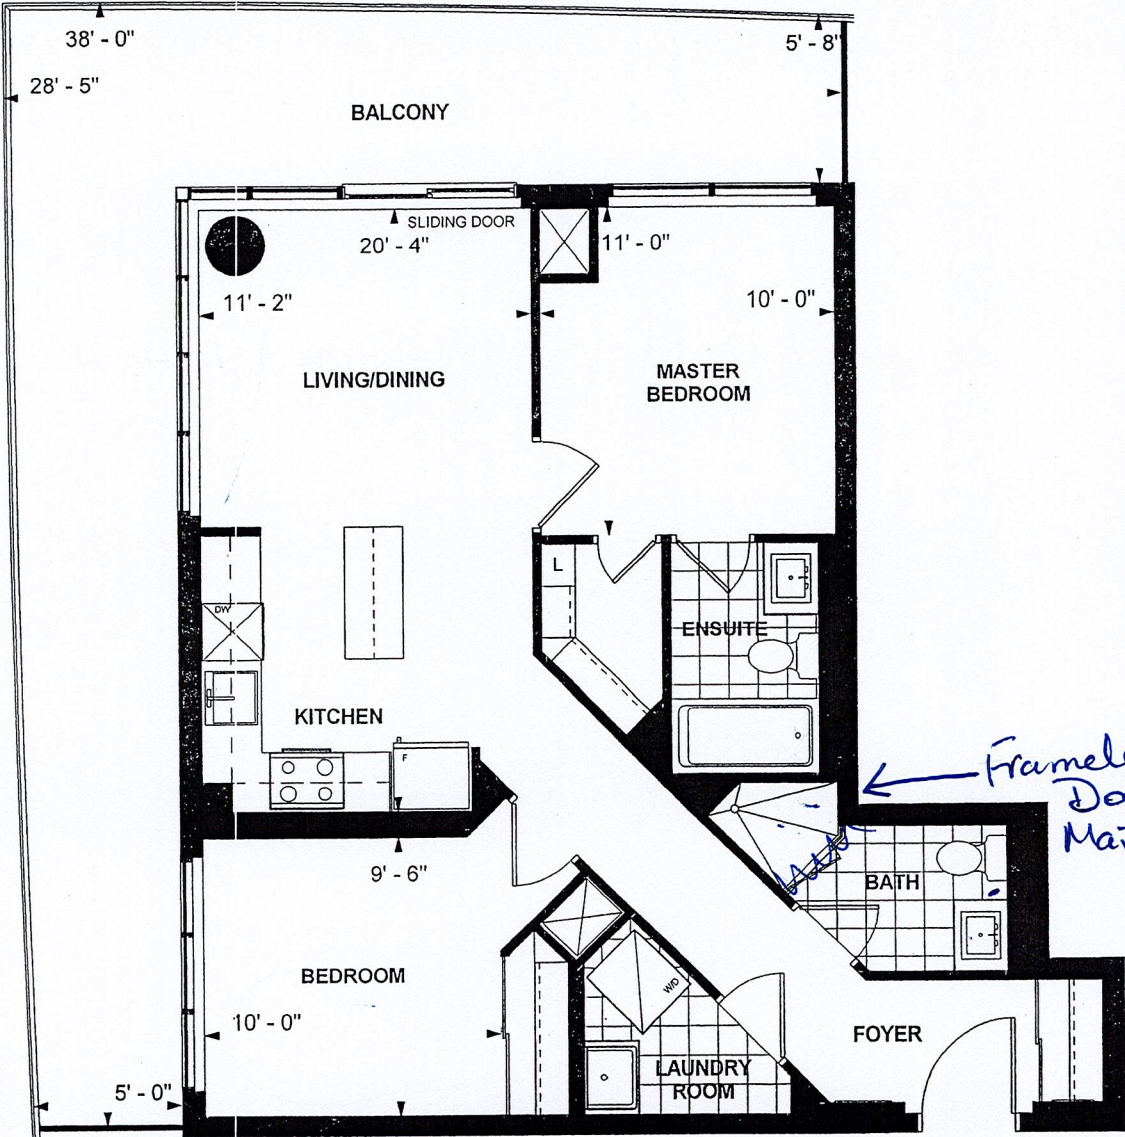 38' - 0"
5' - 8"
28' - 5"
BALCONY
SLIDING DOOR
20' - 4"
11' - 0"
11' - 2"
10' - 0"
LIVING/DINING
MASTER
BEDROOM
L
DW
ENSUITE
KITCHEN
F
9' - 6"
BATH
BEDROOM
W/D
10' - 0"
FOYER
LAUNDRY
ROOM
5' - 0"